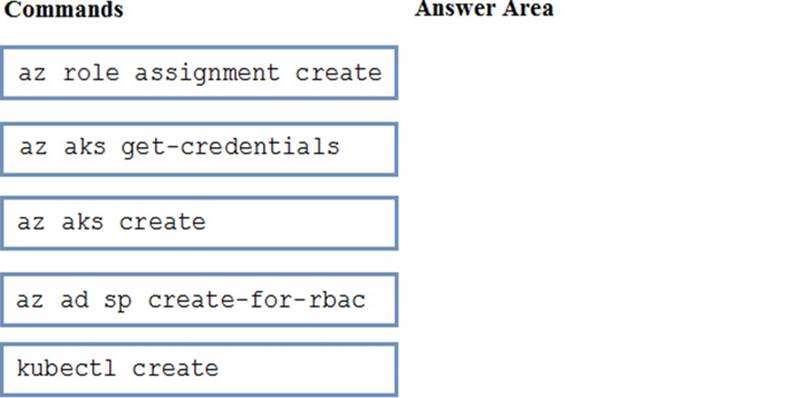 Commands
Answer Area
az role assignment create
az aks get-credentials
az aks create
az ad sp create-for-rbac
kubectl create